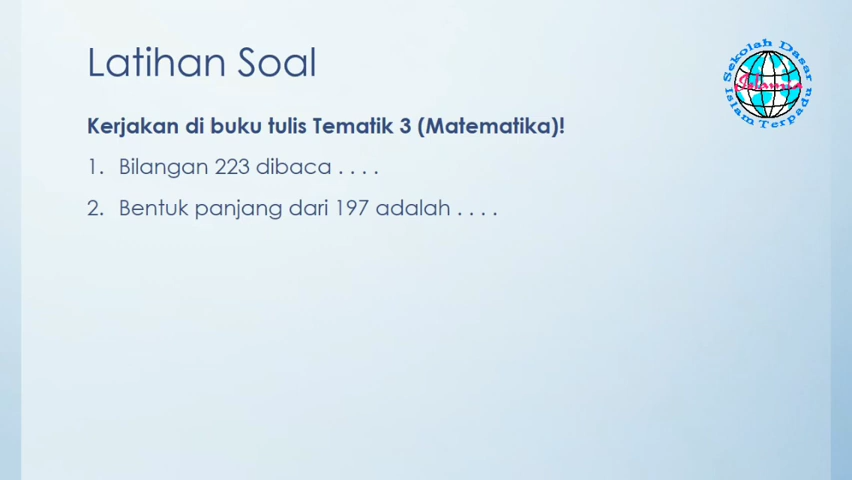 Latihan Soal
Sekolah Dasar
Islamia
Islam Terpadu
Kerjakan di buku tulis Tematik 3 (Matematika)!
1. Bilangan 223 dibaca . . . .
2. Bentuk panjang dari 197 adalah . . . .